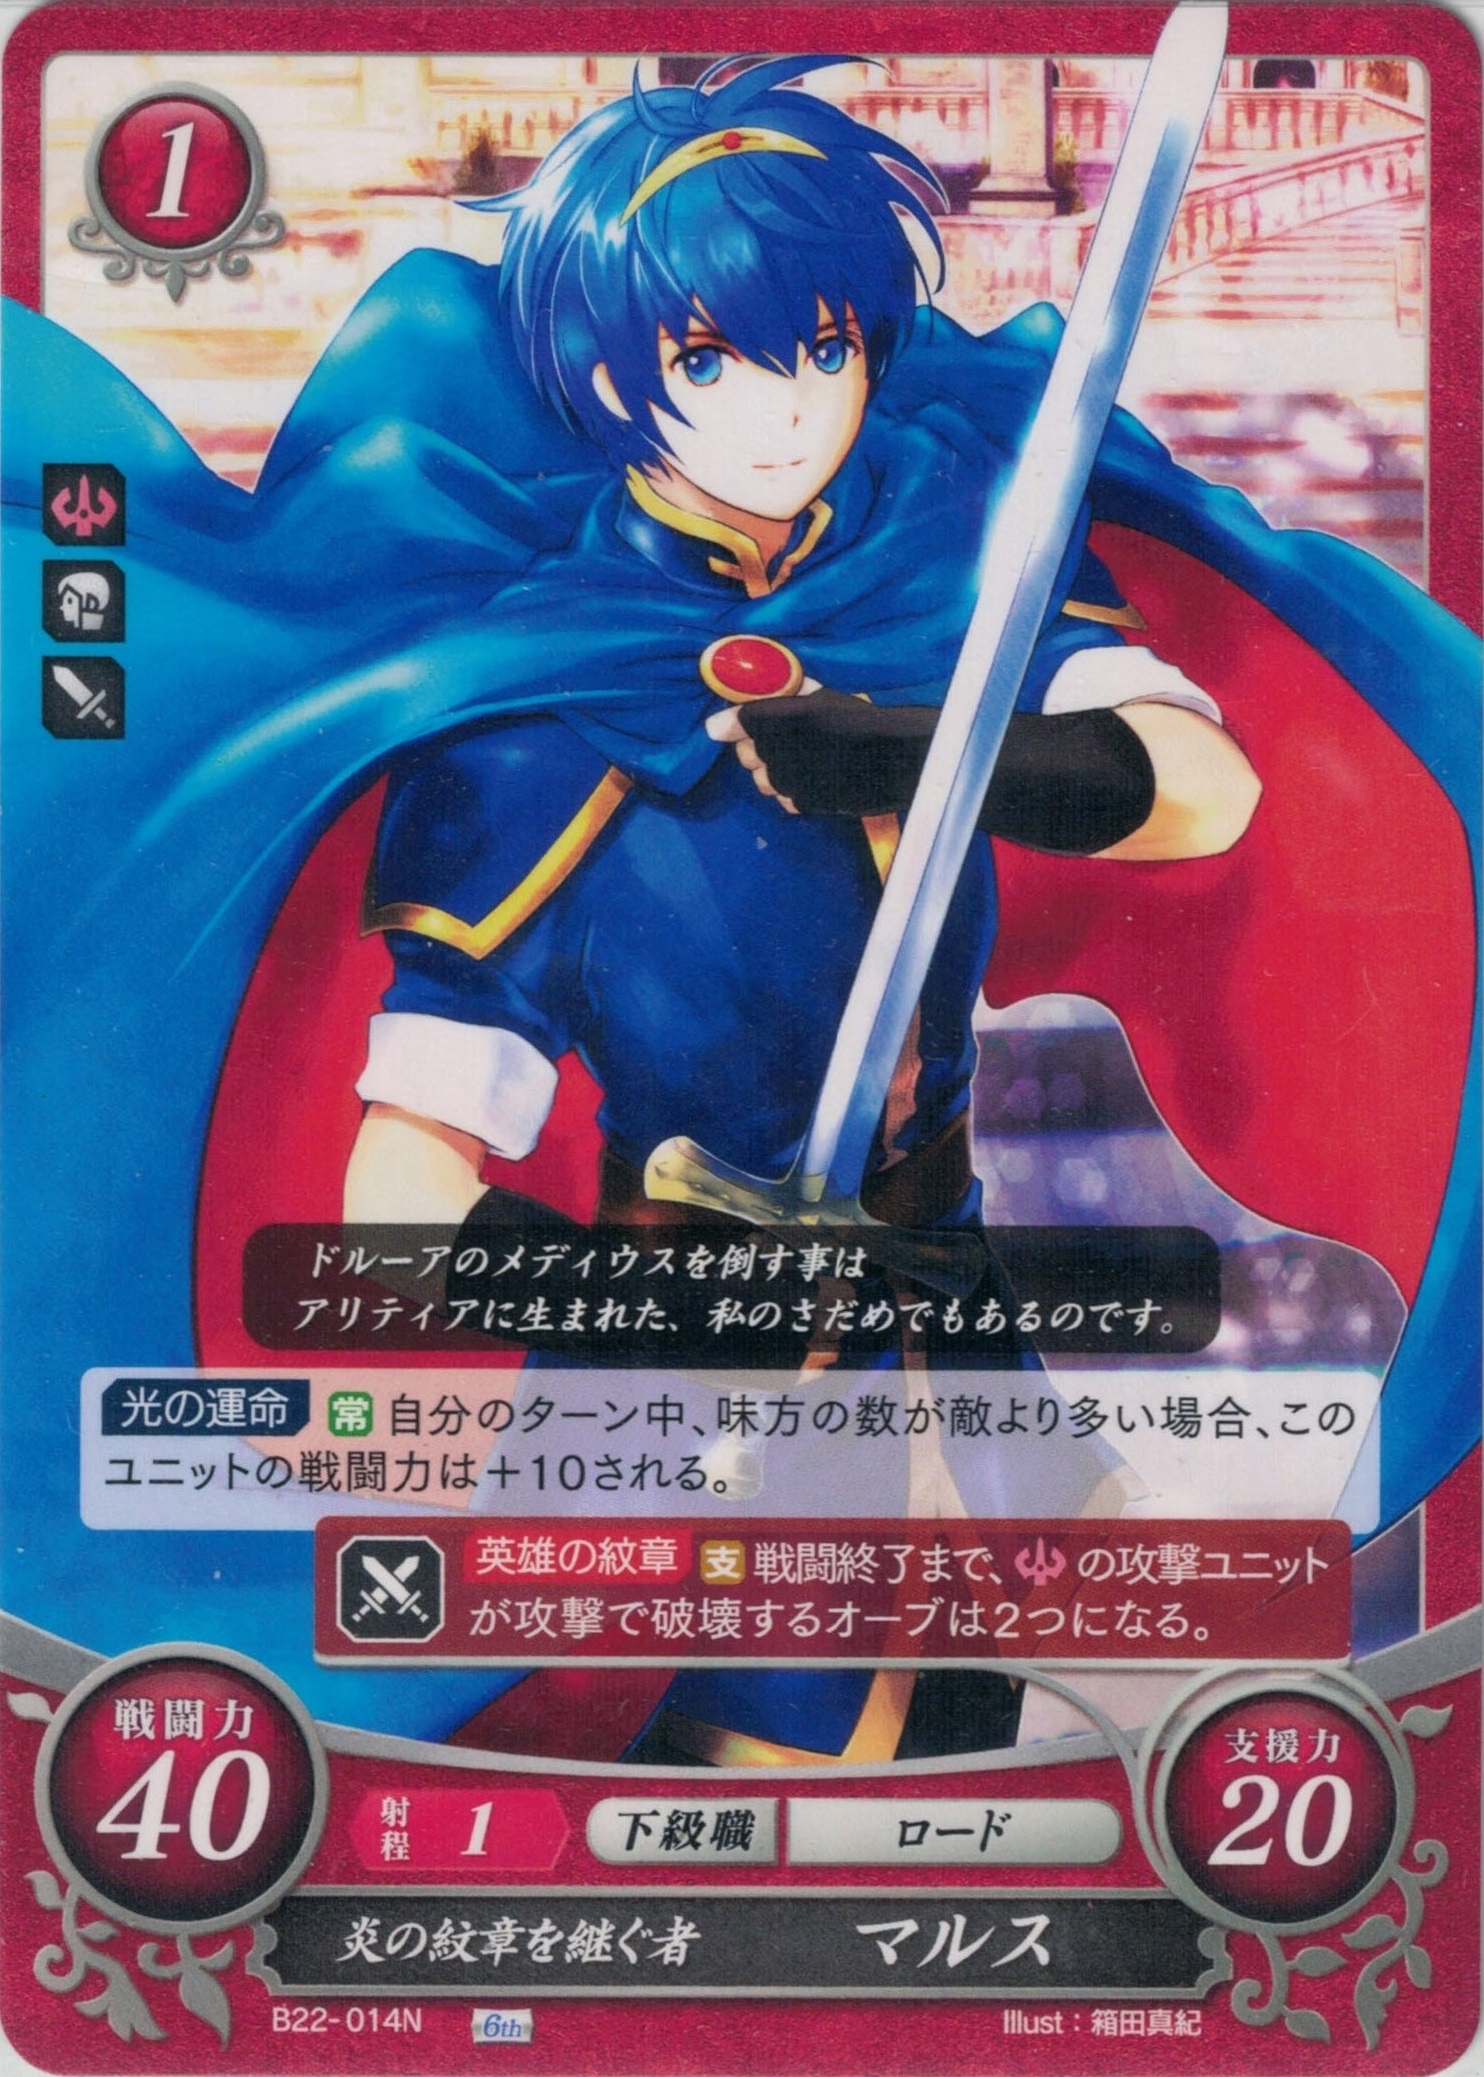 1
ドルーアのメディウスを倒す事は
アリティアに生まれた、私のさだめでもあるのです。
光の運命 常 自分のターン中、味方の数が敵より多い場合、この
ユニットの戦闘力は＋10される。
英雄の紋章 支 戦闘終了まで、の攻撃ユニット
が攻撃で破壊するオーブは2つになる。
戦闘力
40
射程 1
下級職 ロード
支援力
20
炎の紋章を継ぐ者 マルス
B22-014N 6th Illust：箱田真紀